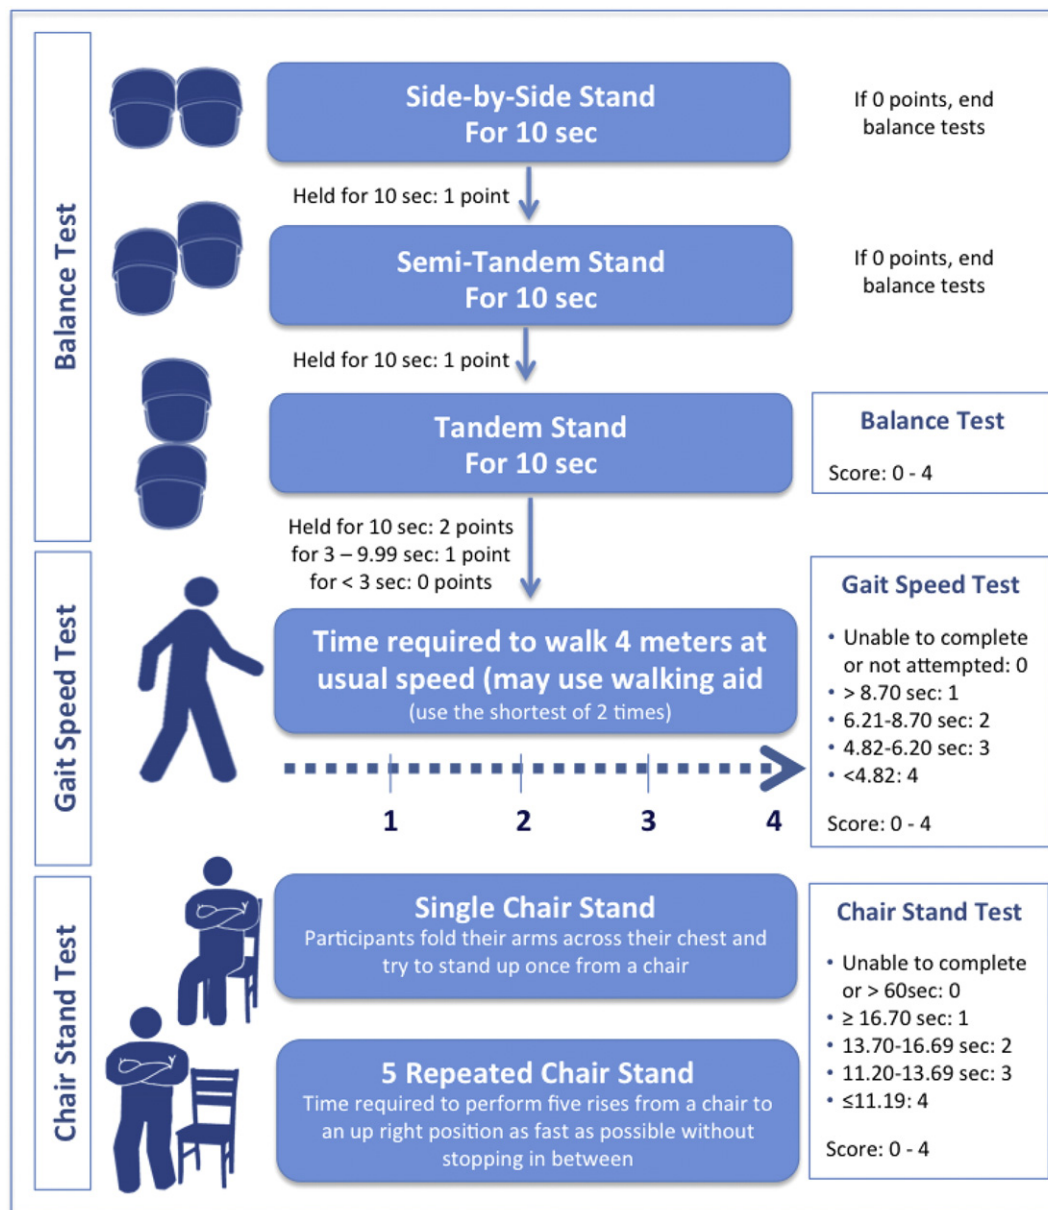 Balance Test
Side-by-Side Stand
For 10 sec
If 0 points, end
balance tests
Held for 10 sec: 1 point
Semi-Tandem Stand
For 10 sec
If 0 points, end
balance tests
Held for 10 sec: 1 point
Tandem Stand
For 10 sec
Balance Test
Score: 0 - 4
Held for 10 sec: 2 points
for 3 – 9.99 sec: 1 point
for < 3 sec: 0 points
Gait Speed Test
Time required to walk 4 meters at
usual speed (may use walking aid
(use the shortest of 2 times)
1 2 3 4
Gait Speed Test
• Unable to complete
or not attempted: 0
• > 8.70 sec: 1
• 6.21-8.70 sec: 2
• 4.82-6.20 sec: 3
• <4.82: 4
Score: 0 - 4
Chair Stand Test
Single Chair Stand
Participants fold their arms across their chest and
try to stand up once from a chair
5 Repeated Chair Stand
Time required to perform five rises from a chair to
an up right position as fast as possible without
stopping in between
Chair Stand Test
• Unable to complete
or > 60sec: 0
• ≥ 16.70 sec: 1
• 13.70-16.69 sec: 2
• 11.20-13.69 sec: 3
• ≤11.19: 4
Score: 0 - 4